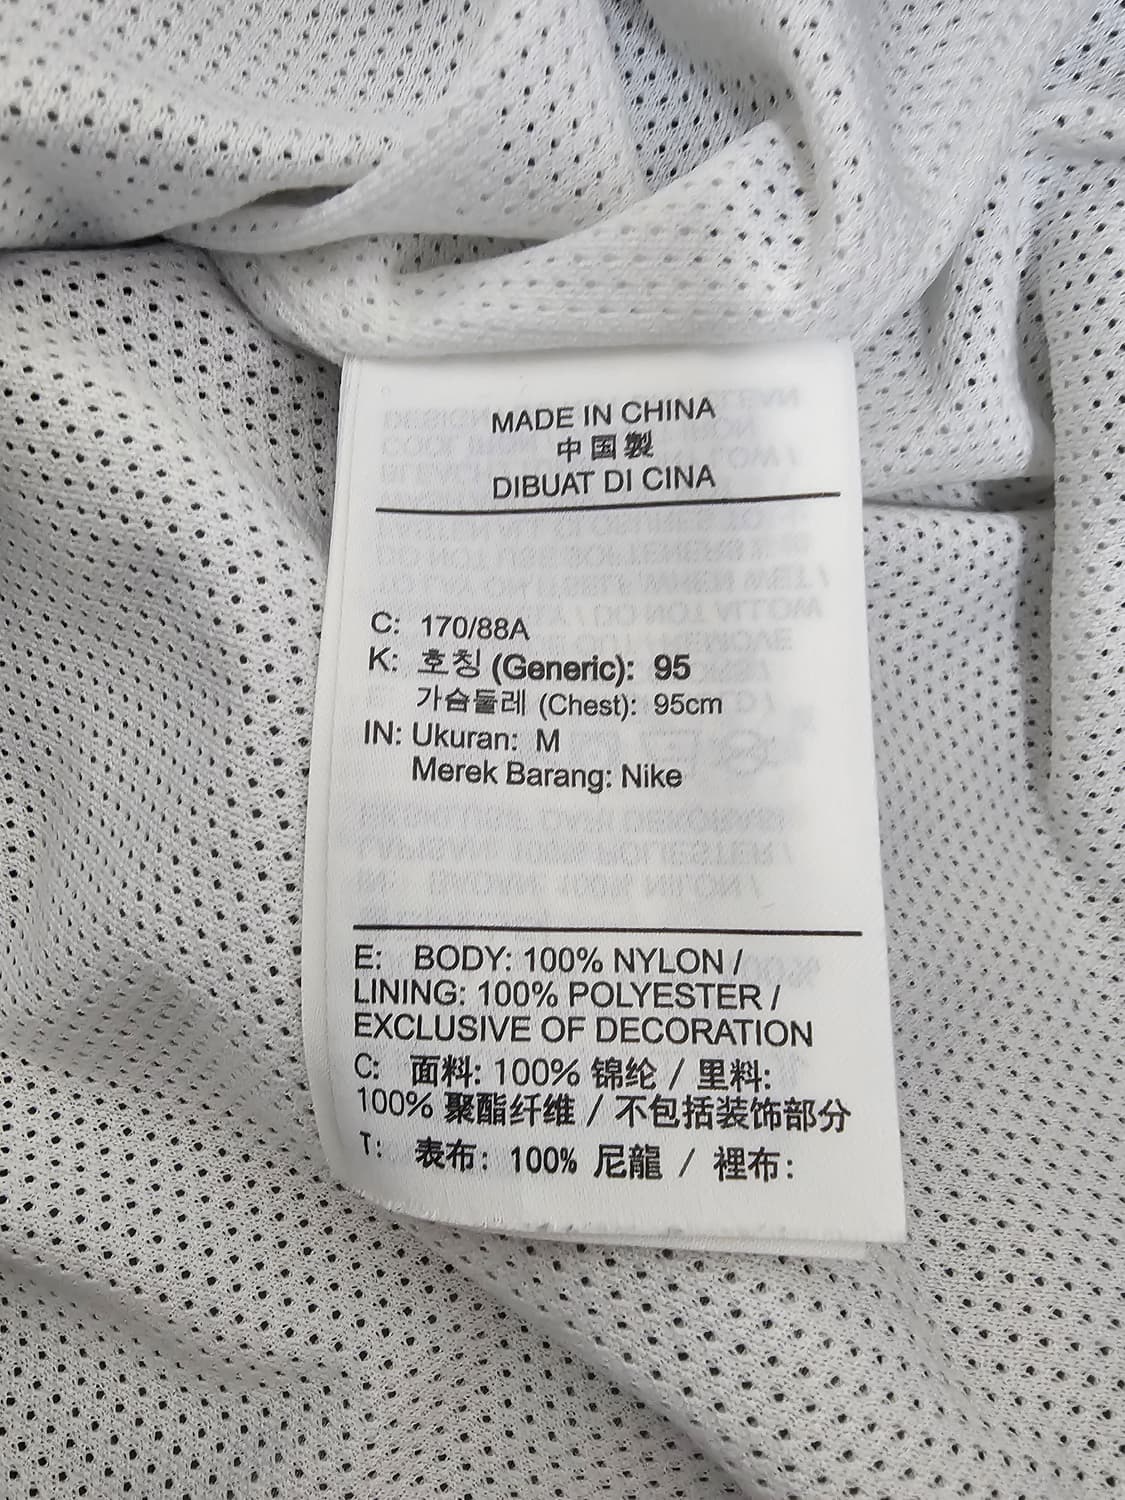 MADE IN CHINA
中国製
DIBUAT DI CINA
C: 170/88A
K: 호칭 (Generic): 95
가슴둘레 (Chest): 95cm
IN: Ukuran: M
Merek Barang: Nike
E: BODY: 100% NYLON /
LINING: 100% POLYESTER /
EXCLUSIVE OF DECORATION
C: 面料: 100% 锦纶 / 里料:
100% 聚酯纤维 / 不包括装饰部分
T: 表布: 100% 尼龍 / 裡布: